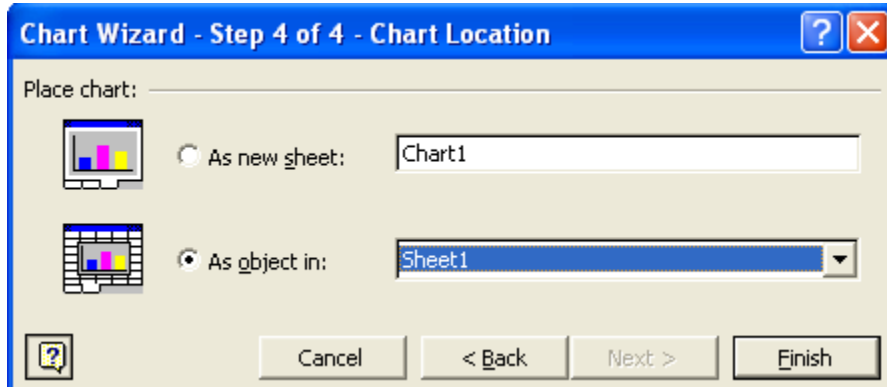 Chart Wizard - Step 4 of 4 - Chart Location
Place chart:
As new sheet: Chart1
As object in: Sheet1
Cancel < Back Next > Finish